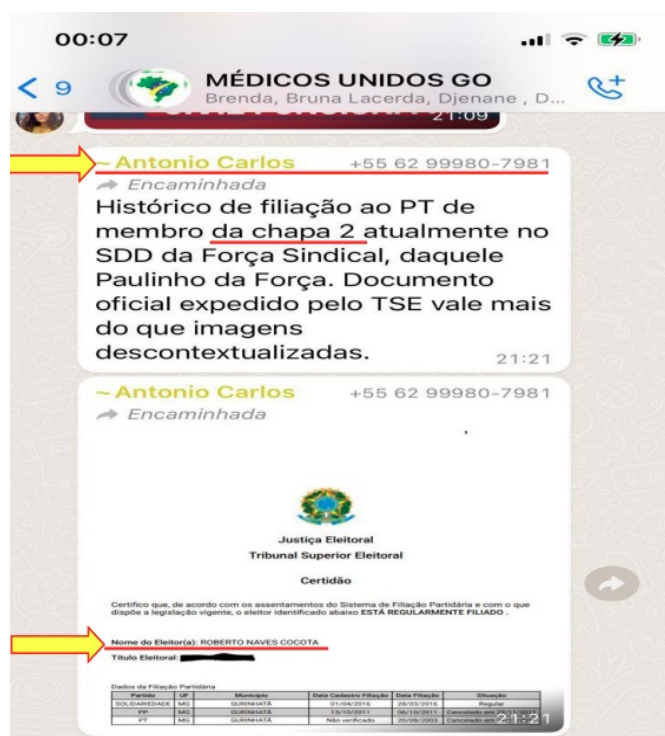 00:07
9
MÉDICOS UNIDOS GO
Brenda, Bruna Lacerda, Djenane , D...
21:09
~ Antonio Carlos +55 62 99980-7981
Encaminhada
Histórico de filiação ao PT de
membro da chapa 2 atualmente no
SDD da Força Sindical, daquele
Paulinho da Força. Documento
oficial expedido pelo TSE vale mais
do que imagens
descontextualizadas.
21:21
~ Antonio Carlos +55 62 99980-7981
Encaminhada
Justiça Eleitoral
Tribunal Superior Eleitoral
Certidão
Certifico que, de acordo com os assentamentos do Sistema de Filiação Partidária e com o que
dispõe a legislação vigente, o eleitor identificado abaixo ESTÁ REGULARMENTE FILIADO .
Nome do Eleitor(a): ROBERTO NAVES COCOTA
Título Eleitoral:
Dados da Filiação Partidária
Partido UF Município Data Cadastro Filiação Data Filiação Situação
SOLIDARIEDADE MG GURINHATÃ 01/04/2016 28/03/2016 Regular
PP MG GURINHATÃ 13/10/2011 06/10/2011 Cancelado em
PT MG GURINHATÃ Não verificado 20/08/2003 Cancelado em
21:21